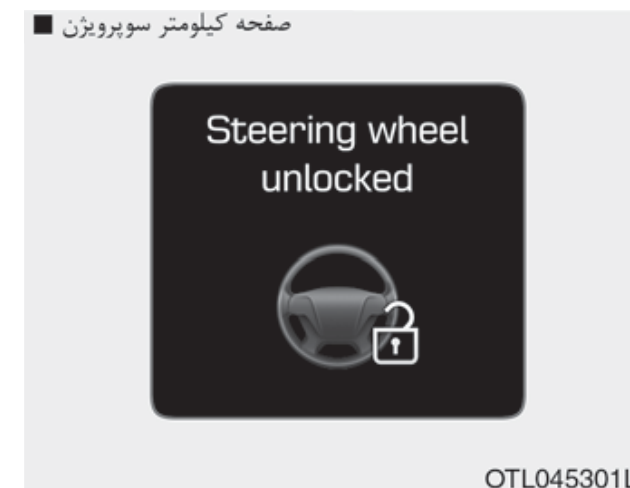 ■ صفحه کیلومتر سوپرویژن
Steering wheel
unlocked
OTL045301L